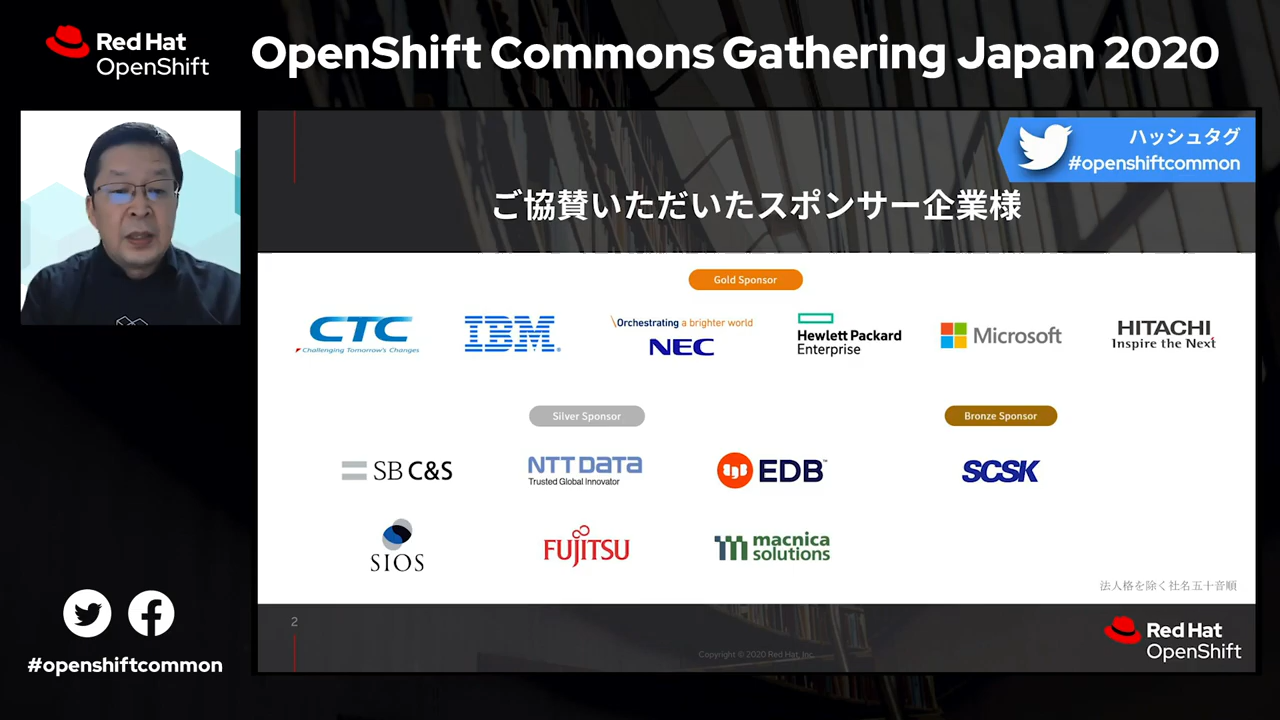 Red Hat
OpenShift
OpenShift Commons Gathering Japan 2020
ハッシュタグ
#openshiftcommon
ご協賛いただいたスポンサー企業様
Gold Sponsor
CTC
Challenging Tomorrow's Changes
IBM
Orchestrating a brighter world
NEC
Hewlett Packard
Enterprise
Microsoft
HITACHI
Inspire the Next
Silver Sponsor
Bronze Sponsor
SB C&S
NTT DATA
Trusted Global Innovator
EDB™
SCSK
SIOS
FUJITSU
macnica
solutions
法人格を除く社名五十音順
2
Copyright © 2020 Red Hat, Inc.
Red Hat
OpenShift
#openshiftcommon